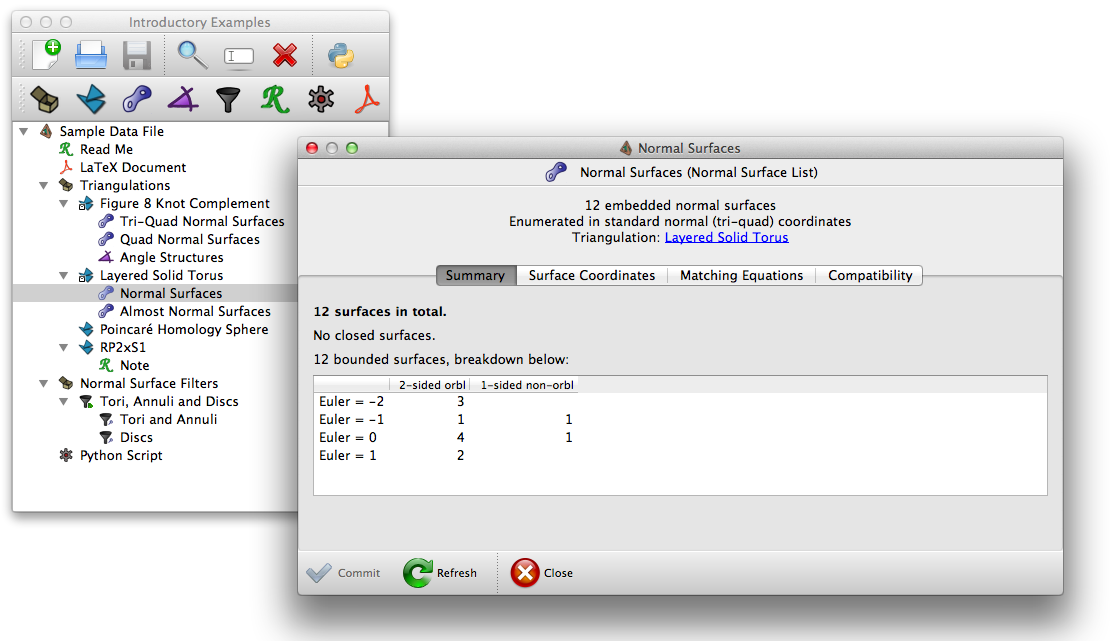 Introductory Examples
Sample Data File
Read Me
LaTeX Document
Triangulations
Figure 8 Knot Complement
Tri-Quad Normal Surfaces
Quad Normal Surfaces
Angle Structures
Layered Solid Torus
Normal Surfaces
Almost Normal Surfaces
Poincaré Homology Sphere
RP2xS1
Note
Normal Surface Filters
Tori, Annuli and Discs
Tori and Annuli
Discs
Python Script
Normal Surfaces
Normal Surfaces (Normal Surface List)
12 embedded normal surfaces
Enumerated in standard normal (tri-quad) coordinates
Triangulation: Layered Solid Torus
Summary Surface Coordinates Matching Equations Compatibility
12 surfaces in total.
No closed surfaces.
12 bounded surfaces, breakdown below:
2-sided orbl 1-sided non-orbl
Euler = -2 3
Euler = -1 1 1
Euler = 0 4 1
Euler = 1 2
Commit Refresh Close